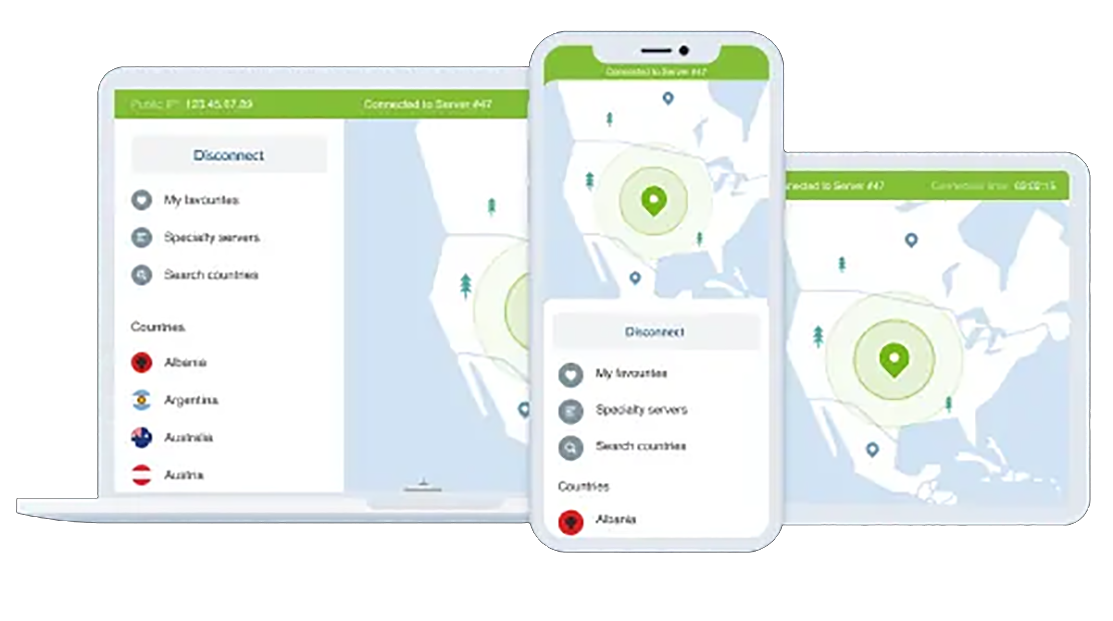 Public IP: 123.45.67.89
Connected to Server #47
Disconnect
My favourites
Specialty servers
Search countries
Countries
Albania
Argentina
Australia
Austria
Connected to Server #47
Disconnect
My favourites
Specialty servers
Search countries
Countries
Albania
nected to Server #47
Connection time: